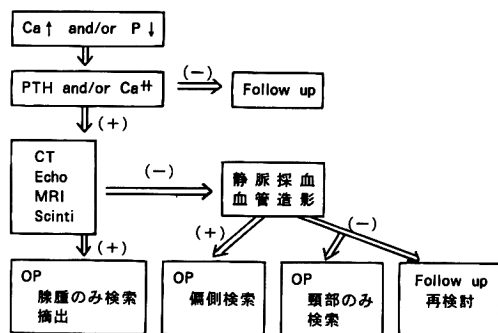 Ca↑ and/or P↓
PTH and/or Ca⁺⁺
(−)
Follow up
(+)
CT
Echo
MRI
Scinti
(−)
静脈採血
血管造影
(+)
(+)
(−)
OP
腺腫のみ検索
摘出
OP
偏側検索
OP
頸部のみ
検索
Follow up
再検討